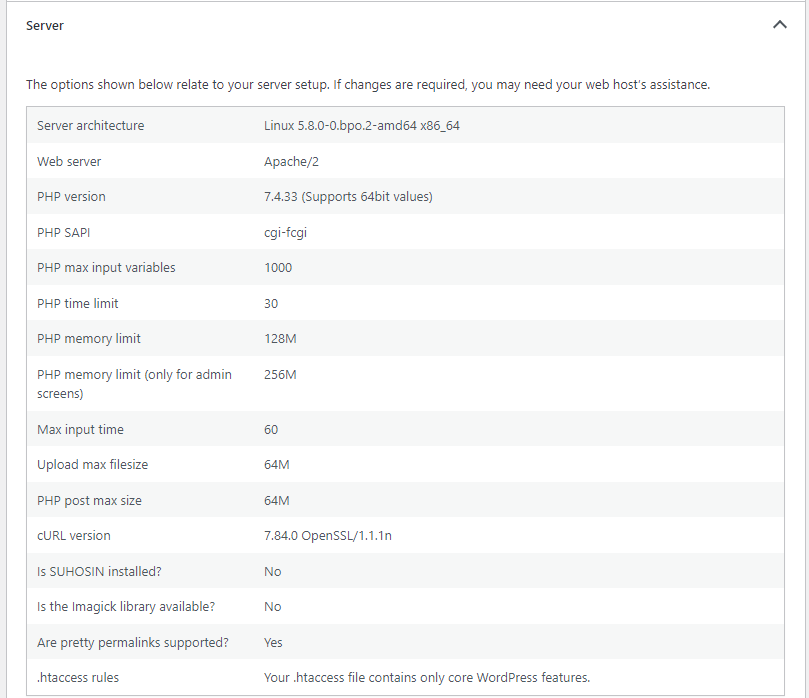 Server
The options shown below relate to your server setup. If changes are required, you may need your web host's assistance.
Server architecture Linux 5.8.0-0.bpo.2-amd64 x86_64
Web server Apache/2
PHP version 7.4.33 (Supports 64bit values)
PHP SAPI cgi-fcgi
PHP max input variables 1000
PHP time limit 30
PHP memory limit 128M
PHP memory limit (only for admin 256M
screens)
Max input time 60
Upload max filesize 64M
PHP post max size 64M
cURL version 7.84.0 OpenSSL/1.1.1n
Is SUHOSIN installed? No
Is the Imagick library available? No
Are pretty permalinks supported? Yes
.htaccess rules Your .htaccess file contains only core WordPress features.